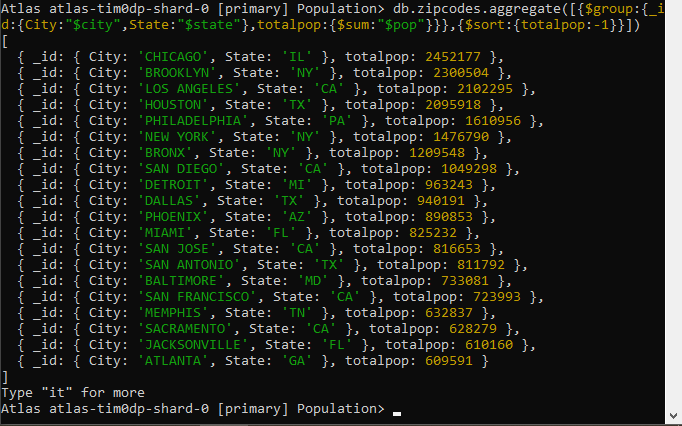 Atlas atlas-tim0dp-shard-0 [primary] Population> db.zipcodes.aggregate([{$group:{_i
d:{City:"$city",State:"$state"},totalpop:{$sum:"$pop"}}},{$sort:{totalpop:-1}}])
[
  { _id: { City: 'CHICAGO', State: 'IL' }, totalpop: 2452177 },
  { _id: { City: 'BROOKLYN', State: 'NY' }, totalpop: 2300504 },
  { _id: { City: 'LOS ANGELES', State: 'CA' }, totalpop: 2102295 },
  { _id: { City: 'HOUSTON', State: 'TX' }, totalpop: 2095918 },
  { _id: { City: 'PHILADELPHIA', State: 'PA' }, totalpop: 1610956 },
  { _id: { City: 'NEW YORK', State: 'NY' }, totalpop: 1476790 },
  { _id: { City: 'BRONX', State: 'NY' }, totalpop: 1209548 },
  { _id: { City: 'SAN DIEGO', State: 'CA' }, totalpop: 1049298 },
  { _id: { City: 'DETROIT', State: 'MI' }, totalpop: 963243 },
  { _id: { City: 'DALLAS', State: 'TX' }, totalpop: 940191 },
  { _id: { City: 'PHOENIX', State: 'AZ' }, totalpop: 890853 },
  { _id: { City: 'MIAMI', State: 'FL' }, totalpop: 825232 },
  { _id: { City: 'SAN JOSE', State: 'CA' }, totalpop: 816653 },
  { _id: { City: 'SAN ANTONIO', State: 'TX' }, totalpop: 811792 },
  { _id: { City: 'BALTIMORE', State: 'MD' }, totalpop: 733081 },
  { _id: { City: 'SAN FRANCISCO', State: 'CA' }, totalpop: 723993 },
  { _id: { City: 'MEMPHIS', State: 'TN' }, totalpop: 632837 },
  { _id: { City: 'SACRAMENTO', State: 'CA' }, totalpop: 628279 },
  { _id: { City: 'JACKSONVILLE', State: 'FL' }, totalpop: 610160 },
  { _id: { City: 'ATLANTA', State: 'GA' }, totalpop: 609591 }
]
Type "it" for more
Atlas atlas-tim0dp-shard-0 [primary] Population>